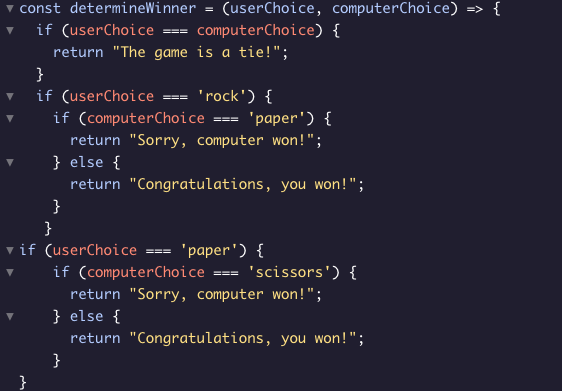 const determineWinner = (userChoice, computerChoice) => {
  if (userChoice === computerChoice) {
    return "The game is a tie!";
  }
  if (userChoice === 'rock') {
    if (computerChoice === 'paper') {
      return "Sorry, computer won!";
    } else {
      return "Congratulations, you won!";
    }
   }
if (userChoice === 'paper') {
    if (computerChoice === 'scissors') {
      return "Sorry, computer won!";
    } else {
      return "Congratulations, you won!";
    }
}